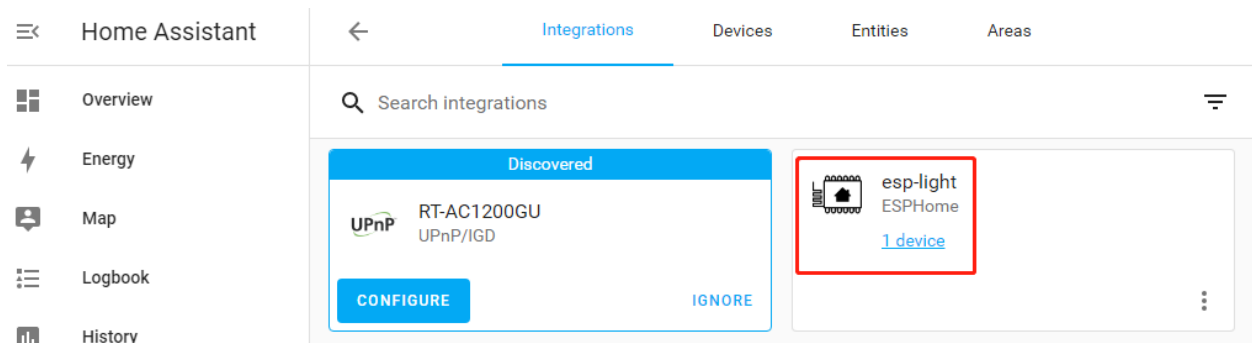 Home Assistant
Integrations Devices Entities Areas
Overview
Search integrations
Energy
Discovered
RT-AC1200GU
UPnP
UPnP/IGD
esp-light
ESPHome
1 device
Map
Logbook
CONFIGURE IGNORE
History